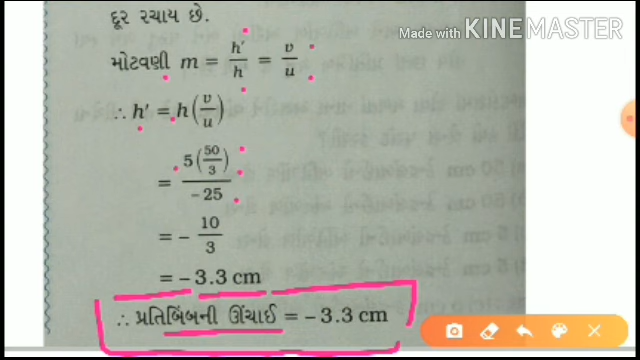 દૂર રચાય છે.
Made with KINEMASTER
મોટવણી m = h′/h = v/u
∴ h′ = h(v/u)
= 5(50/3)/-25
= - 10/3
= - 3.3 cm
∴ પ્રતિબિંબની ઊંચાઈ = - 3.3 cm